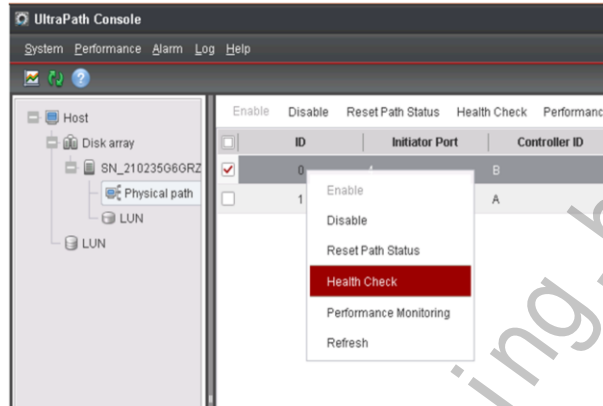 UltraPath Console
System Performance Alarm Log Help
Enable Disable Reset Path Status Health Check Performanc
Host
Disk array
SN_210235G6GRZ
Physical path
LUN
LUN
ID Initiator Port Controller ID
0 B
1 A
Enable
Disable
Reset Path Status
Health Check
Performance Monitoring
Refresh
ing.